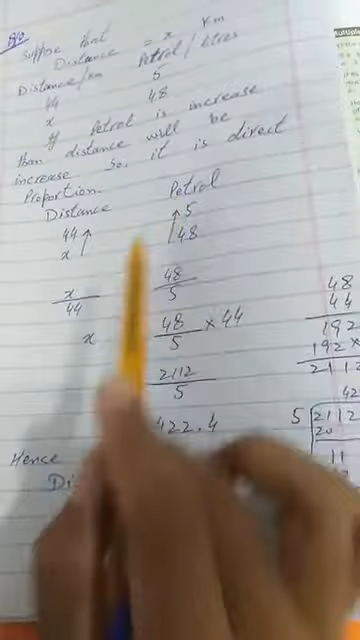 Suppose that
Distance = x Km
Distance/Km Petrol/litres
44 5
x 48
If Petrol is increase
than distance will be
increase so, it is direct
Proportion.
Distance Petrol
44 5
x 48
x/44 48/5
x 48/5 × 44
2112/5
422.4
Hence
48
44
192
192×
2112
42
5 2112
20
11